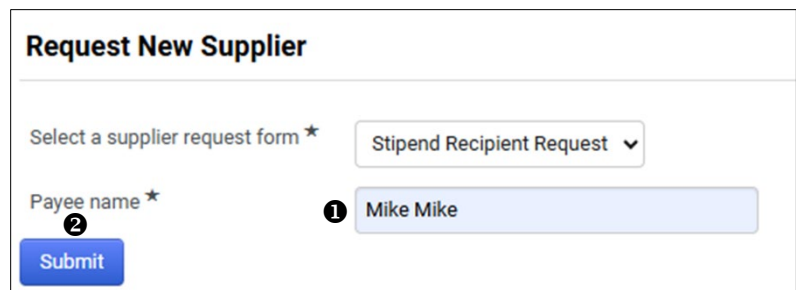 Request New Supplier
Select a supplier request form ★ Stipend Recipient Request
Payee name ★ ❶ Mike Mike
❷
Submit